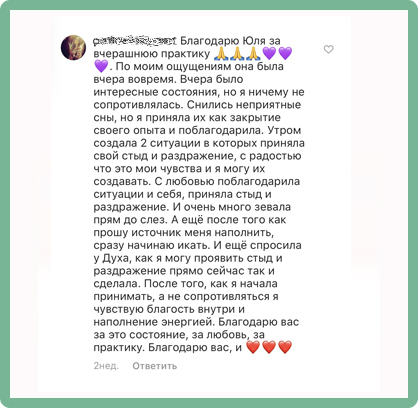 Благодарю Юля за
вчерашнюю практику 🙏🙏🙏💜💜
💜. По моим ощущениям она была
вчера вовремя. Вчера было
интересные состояния, но я ничему не
сопротивлялась. Снились неприятные
сны, но я приняла их как закрытие
своего опыта и поблагодарила. Утром
создала 2 ситуации в которых приняла
свой стыд и раздражение, с радостью
что это мои чувства и я могу их
создавать. С любовью поблагодарила
ситуации и себя, приняла стыд и
раздражение. И очень много зевала
прям до слез. А ещё после того как
прошу источник меня наполнить,
сразу начинаю икать. И ещё спросила
у Духа, как я могу проявить стыд и
раздражение прямо сейчас так и
сделала. После того, как я начала
принимать, а не сопротивляться я
чувствую благость внутри и
наполнение энергией. Благодарю вас
за это состояние, за любовь, за
практику. Благодарю вас, и ❤️❤️❤️
2нед. Ответить